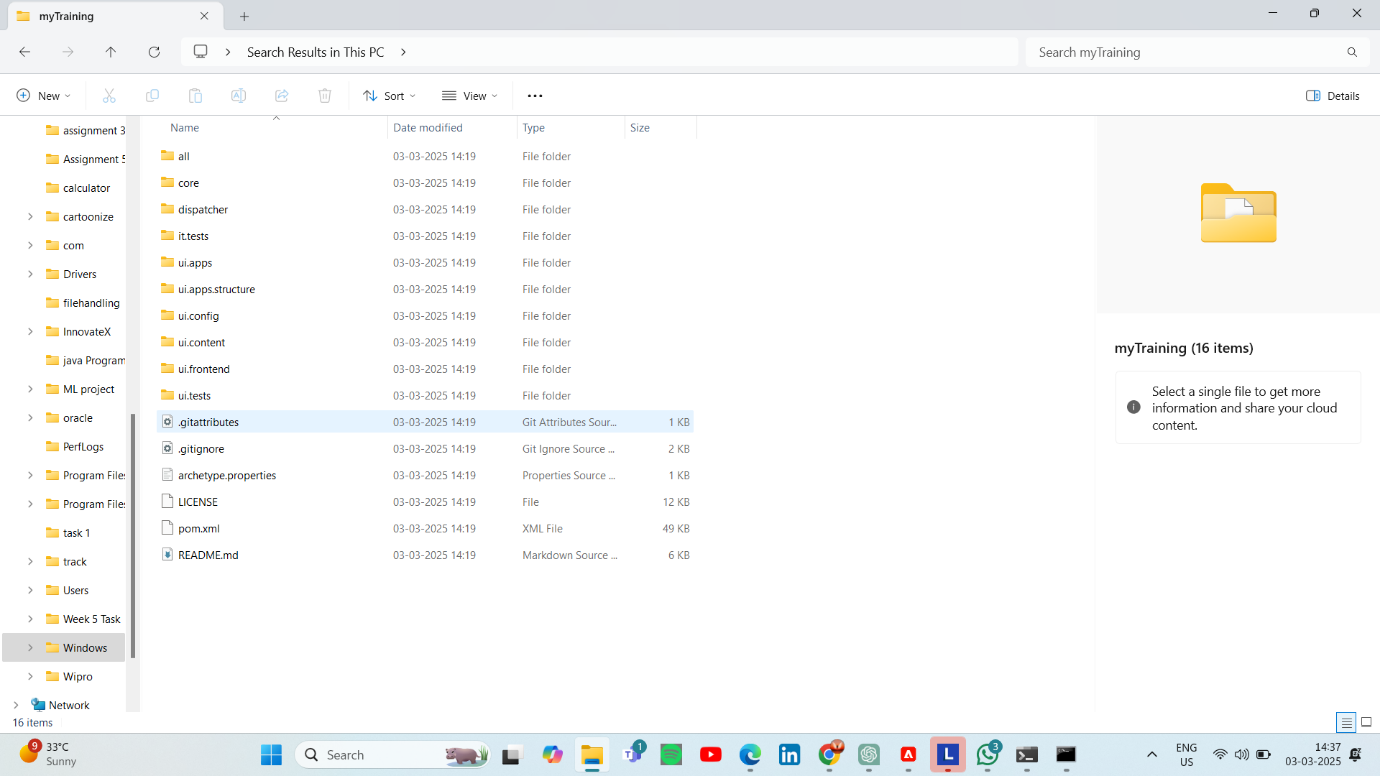 myTraining
Search Results in This PC
Search myTraining
New
Sort
View
Details
assignment 3
Assignment 5
calculator
cartoonize
com
Drivers
filehandling
InnovateX
java Program
ML project
oracle
PerfLogs
Program Files
Program Files
task 1
track
Users
Week 5 Task
Windows
Wipro
Network
Name Date modified Type Size
all 03-03-2025 14:19 File folder
core 03-03-2025 14:19 File folder
dispatcher 03-03-2025 14:19 File folder
it.tests 03-03-2025 14:19 File folder
ui.apps 03-03-2025 14:19 File folder
ui.apps.structure 03-03-2025 14:19 File folder
ui.config 03-03-2025 14:19 File folder
ui.content 03-03-2025 14:19 File folder
ui.frontend 03-03-2025 14:19 File folder
ui.tests 03-03-2025 14:19 File folder
.gitattributes 03-03-2025 14:19 Git Attributes Sour... 1 KB
.gitignore 03-03-2025 14:19 Git Ignore Source ... 2 KB
archetype.properties 03-03-2025 14:19 Properties Source ... 1 KB
LICENSE 03-03-2025 14:19 File 12 KB
pom.xml 03-03-2025 14:19 XML File 49 KB
README.md 03-03-2025 14:19 Markdown Source ... 6 KB
myTraining (16 items)
Select a single file to get more
information and share your cloud
content.
16 items
9
33°C
Sunny
Search
1
L
3
ENG
US
14:37
03-03-2025